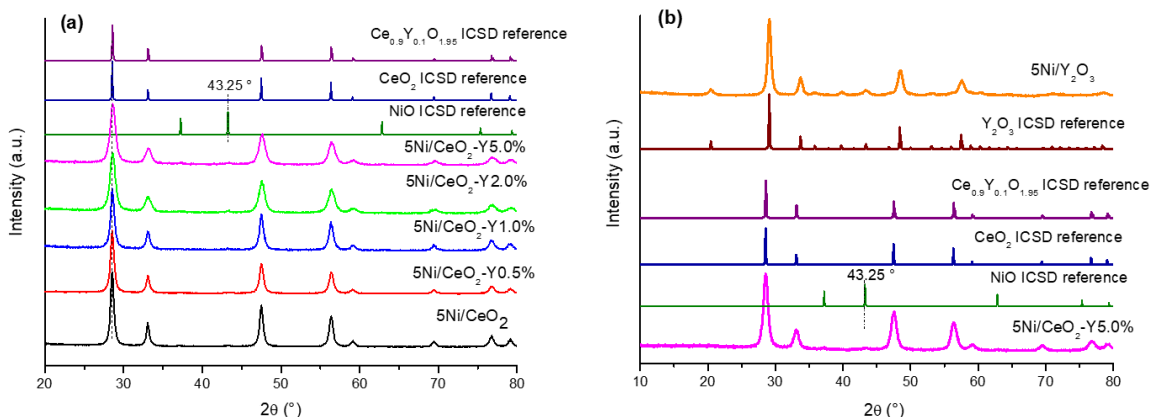 (a)
Ce0.9Y0.1O1.95 ICSD reference
CeO2 ICSD reference
43.25 °
NiO ICSD reference
5Ni/CeO2-Y5.0%
5Ni/CeO2-Y2.0%
5Ni/CeO2-Y1.0%
5Ni/CeO2-Y0.5%
5Ni/CeO2
Intensity (a.u.)
20 30 40 50 60 70 80
2θ (°)
(b)
5Ni/Y2O3
Y2O3 ICSD reference
Ce0.9Y0.1O1.95 ICSD reference
CeO2 ICSD reference
43.25 °
NiO ICSD reference
5Ni/CeO2-Y5.0%
Intensity (a.u.)
10 20 30 40 50 60 70 80
2θ (°)